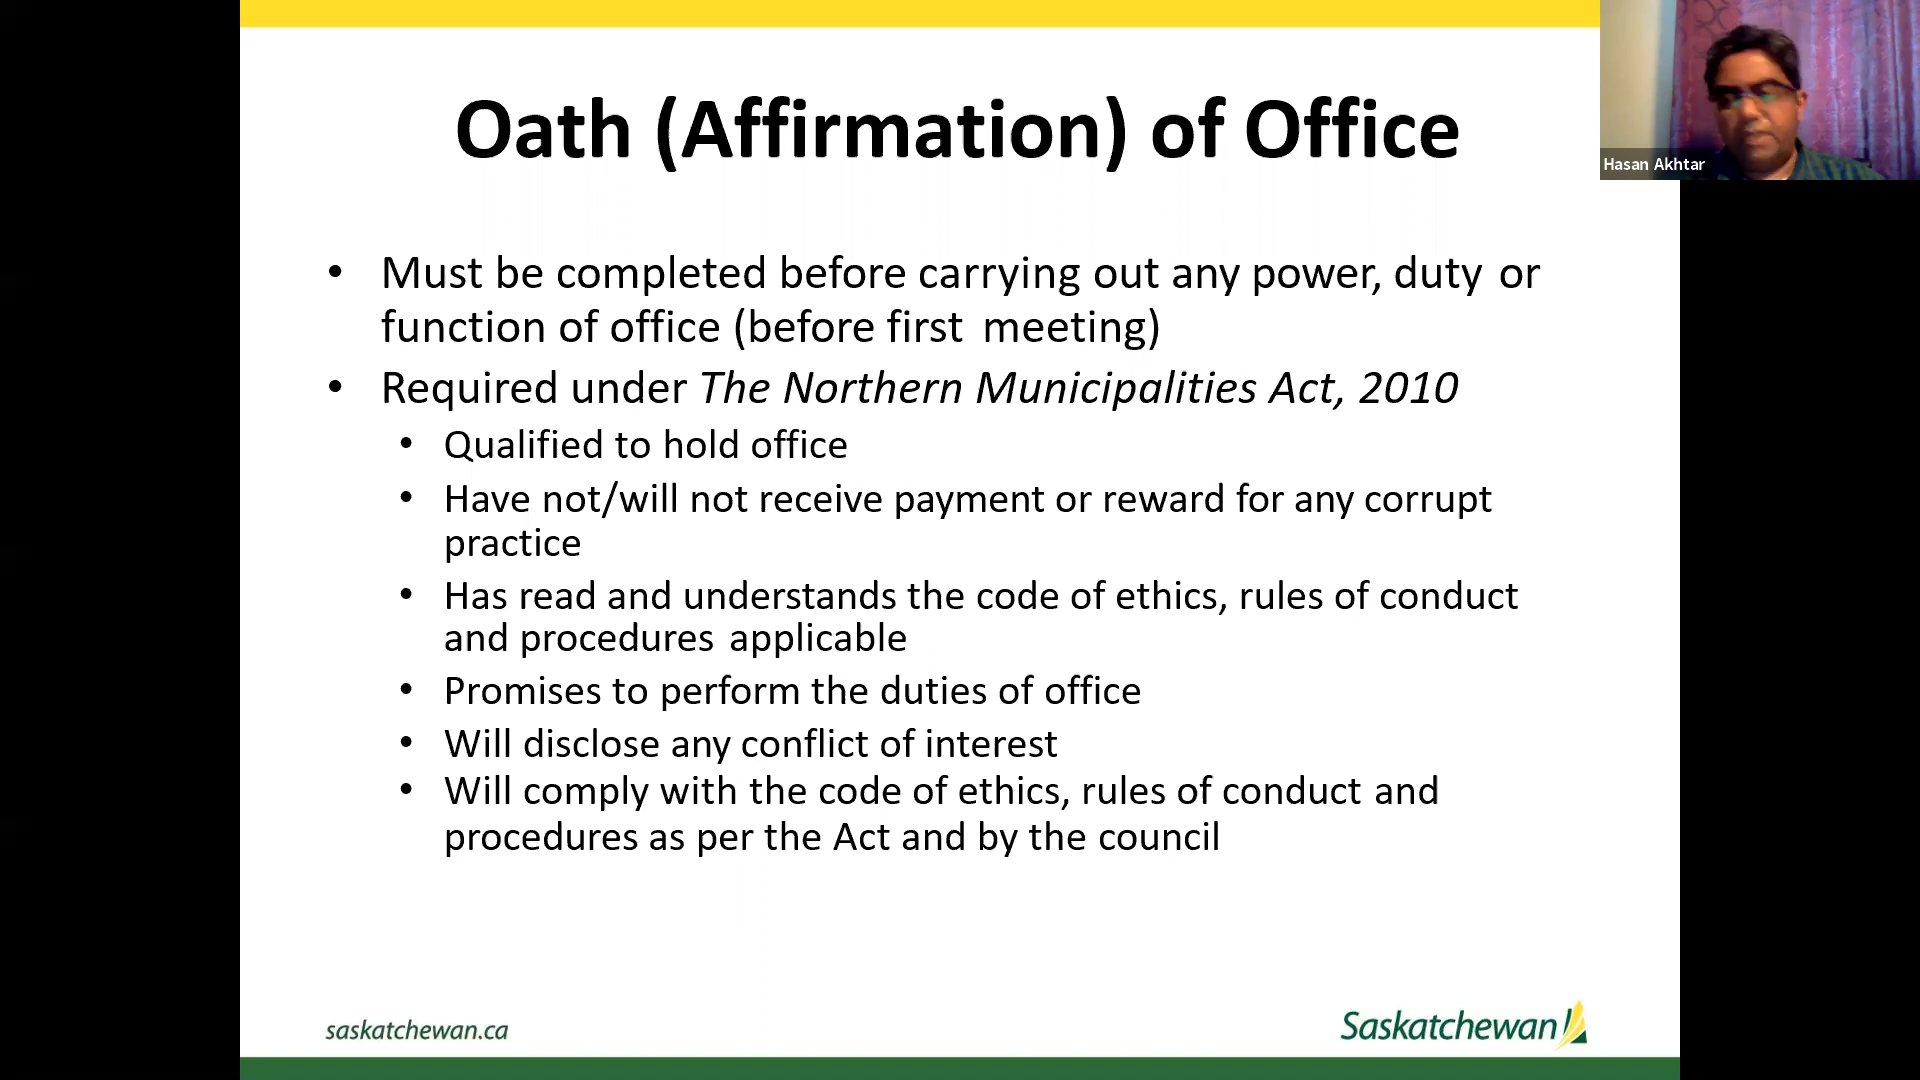 Oath (Affirmation) of Office
Hasan Akhtar
• Must be completed before carrying out any power, duty or
function of office (before first meeting)
• Required under The Northern Municipalities Act, 2010
• Qualified to hold office
• Have not/will not receive payment or reward for any corrupt
practice
• Has read and understands the code of ethics, rules of conduct
and procedures applicable
• Promises to perform the duties of office
• Will disclose any conflict of interest
• Will comply with the code of ethics, rules of conduct and
procedures as per the Act and by the council
saskatchewan.ca
Saskatchewan